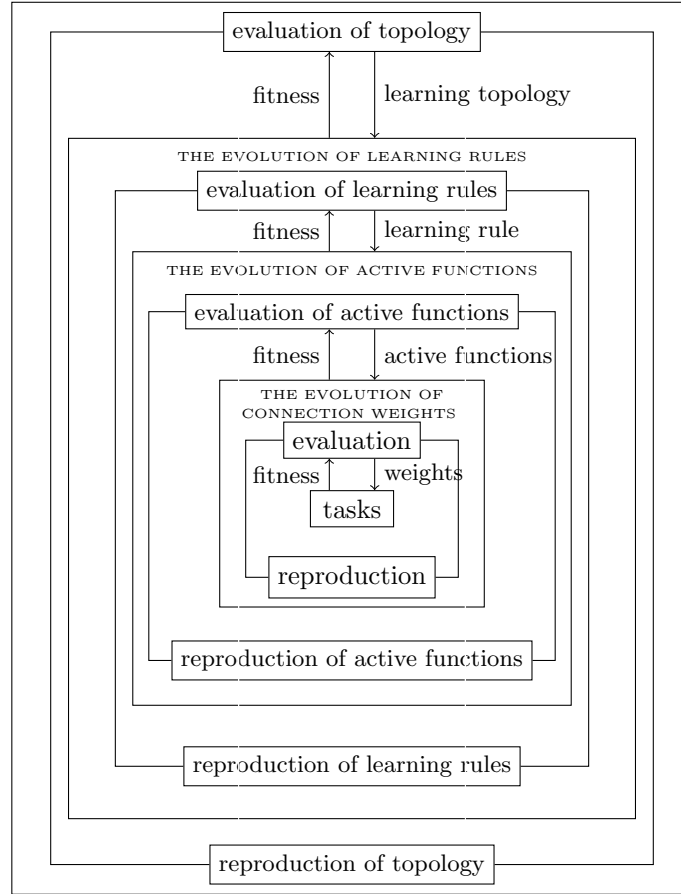 evaluation of topology
fitness
learning topology
THE EVOLUTION OF LEARNING RULES
evaluation of learning rules
fitness
learning rule
THE EVOLUTION OF ACTIVE FUNCTIONS
evaluation of active functions
fitness
active functions
THE EVOLUTION OF
CONNECTION WEIGHTS
evaluation
fitness
weights
tasks
reproduction
reproduction of active functions
reproduction of learning rules
reproduction of topology